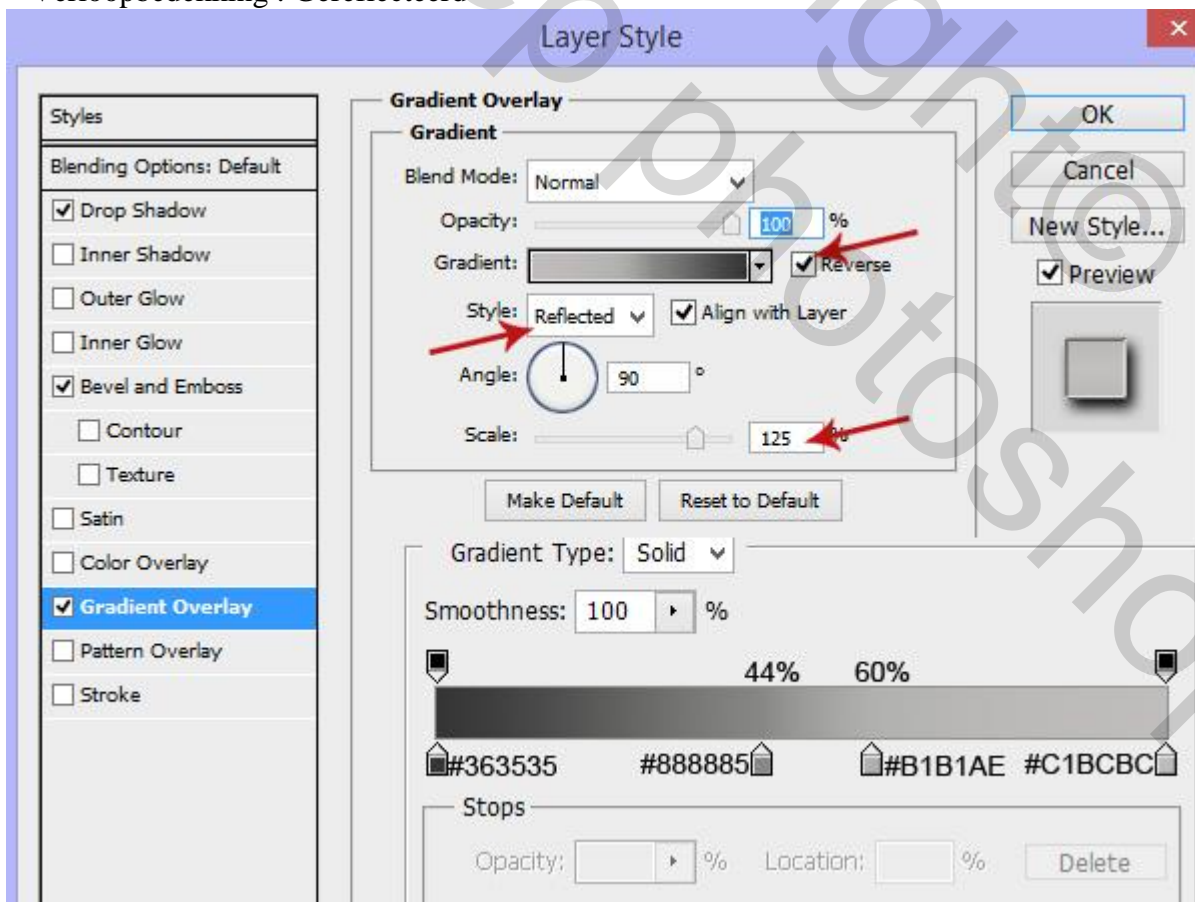 Verloopbedekking : Gereflecteerd
Layer Style
Styles
Blending Options: Default
Drop Shadow
Inner Shadow
Outer Glow
Inner Glow
Bevel and Emboss
Contour
Texture
Satin
Color Overlay
Gradient Overlay
Pattern Overlay
Stroke
Gradient Overlay
Gradient
Blend Mode: Normal
Opacity: 100 %
Gradient: Reverse
Style: Reflected Align with Layer
Angle: 90 °
Scale: 125 %
Make Default Reset to Default
OK
Cancel
New Style...
Preview
Gradient Type: Solid
Smoothness: 100 %
44% 60%
#363535 #888885 #B1B1AE #C1BCBC
Stops
Opacity: % Location: % Delete